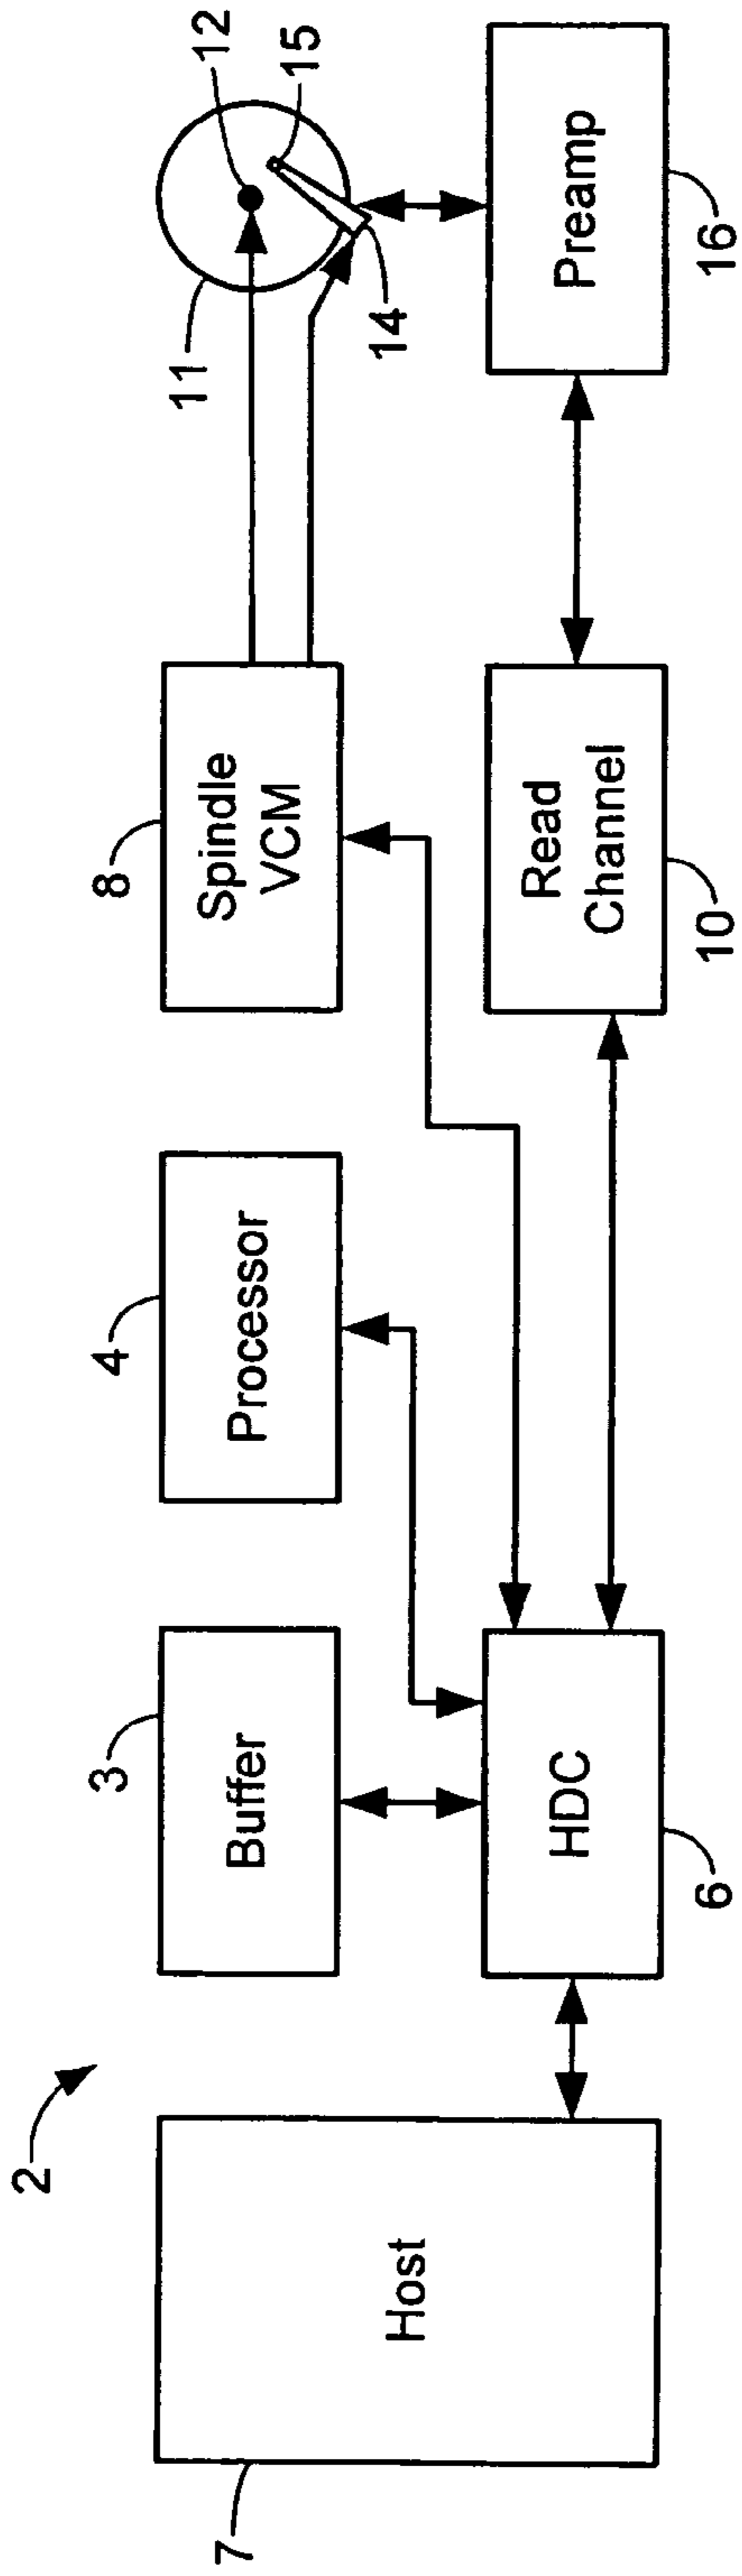 2
7
Host
3
Buffer
4
Processor
8
Spindle
VCM
11
12
15
14
HDC
6
Read
Channel
10
Preamp
16